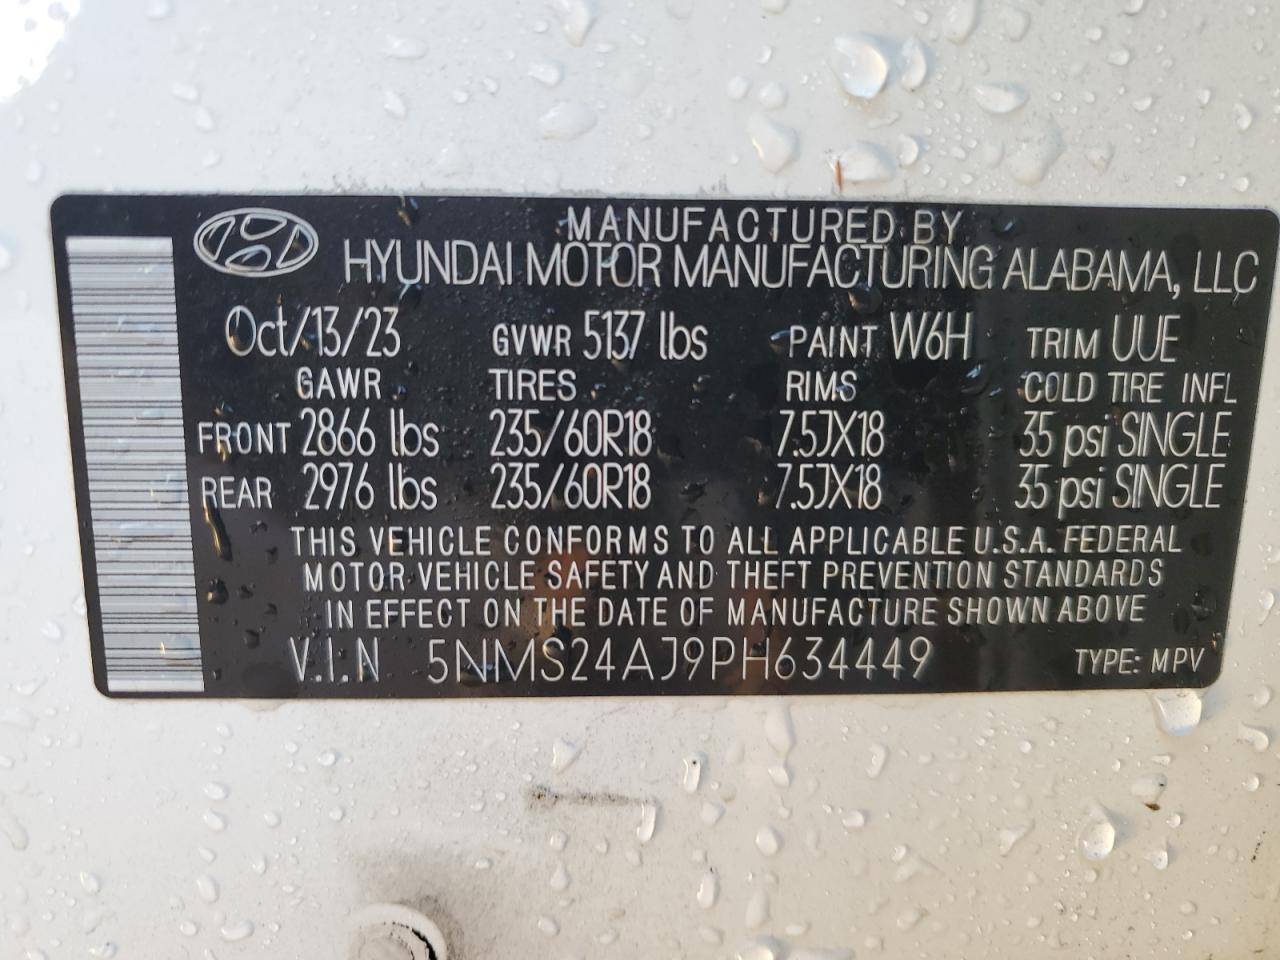 MANUFACTURED BY
HYUNDAI MOTOR MANUFACTURING ALABAMA, LLC
Oct/13/23 GVWR 5137 lbs PAINT W6H TRIM UUE
GAWR TIRES RIMS COLD TIRE INFL
FRONT 2866 lbs 235/60R18 7.5JX18 35 psi SINGLE
REAR 2976 lbs 235/60R18 7.5JX18 35 psi SINGLE
THIS VEHICLE CONFORMS TO ALL APPLICABLE U.S.A. FEDERAL
MOTOR VEHICLE SAFETY AND THEFT PREVENTION STANDARDS
IN EFFECT ON THE DATE OF MANUFACTURE SHOWN ABOVE
V.I.N 5NMS24AJ9PH634449 TYPE: MPV